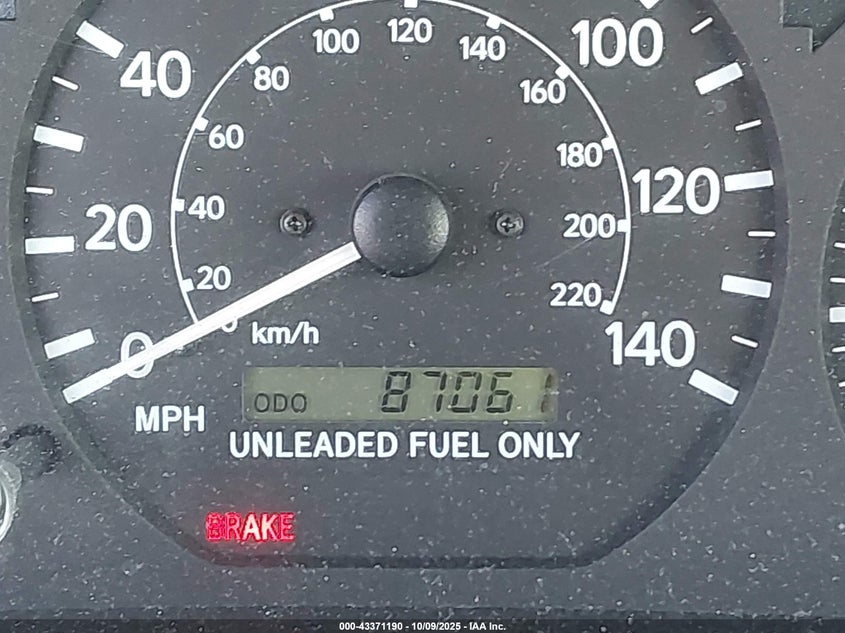 80 100 120 140 100
40 160
60 180
20 40 200 120
20 220
0 0 km/h 140
ODO 87061
MPH
UNLEADED FUEL ONLY
BRAKE
000-43371190 - 10/09/2025 - IAA Inc.